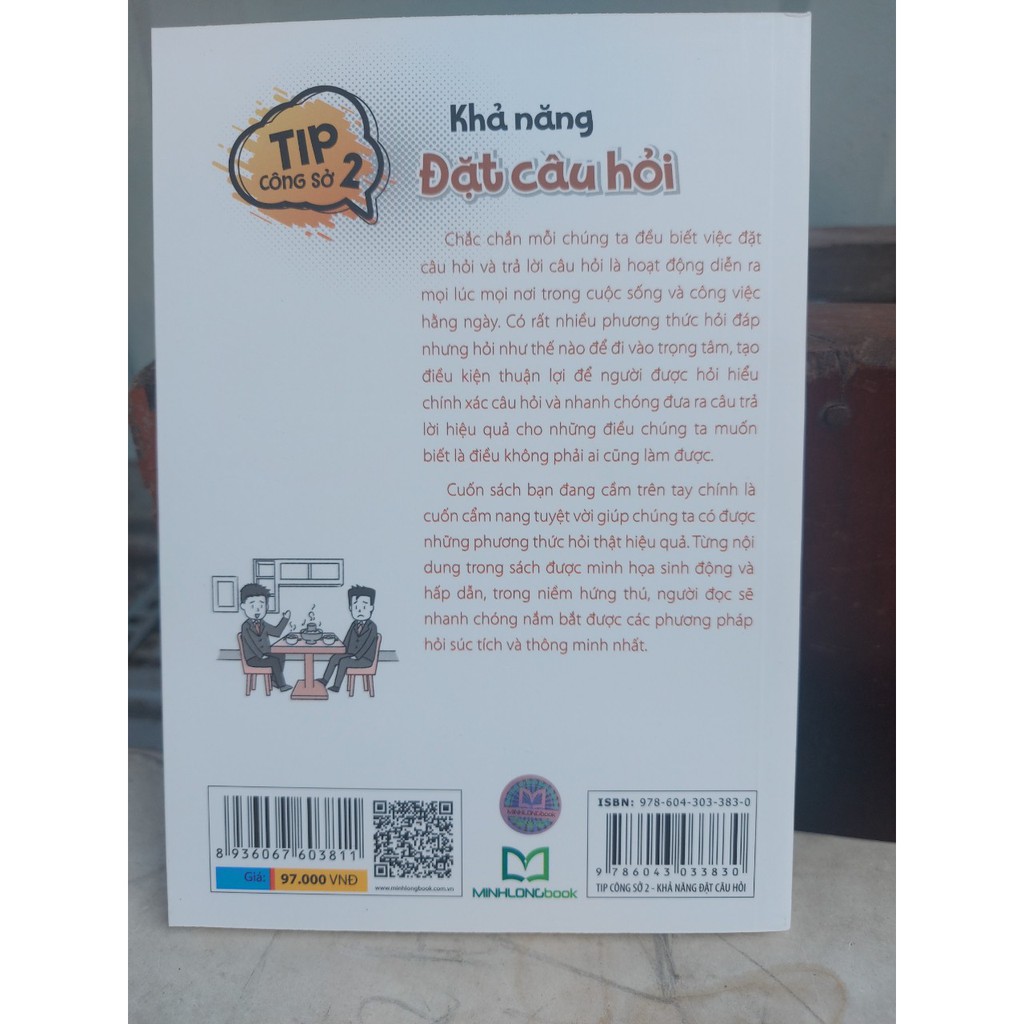 TIP
CÔNG SỞ 2
Khả năng
Đặt câu hỏi
Chắc chắn mỗi chúng ta đều biết việc đặt
câu hỏi và trả lời câu hỏi là hoạt động diễn ra
mọi lúc mọi nơi trong cuộc sống và công việc
hằng ngày. Có rất nhiều phương thức hỏi đáp
nhưng hỏi như thế nào để đi vào trọng tâm, tạo
điều kiện thuận lợi để người được hỏi hiểu
chính xác câu hỏi và nhanh chóng đưa ra câu trả
lời hiệu quả cho những điều chúng ta muốn
biết là điều không phải ai cũng làm được.
Cuốn sách bạn đang cầm trên tay chính là
cuốn cẩm nang tuyệt vời giúp chúng ta có được
những phương thức hỏi thật hiệu quả. Từng nội
dung trong sách được minh họa sinh động và
hấp dẫn, trong niềm hứng thú, người đọc sẽ
nhanh chóng nắm bắt được các phương pháp
hỏi súc tích và thông minh nhất.
8 936067 603811
Giá: 97.000 VNĐ
www.minhlongbook.com.vn
MINHLONGbook
MINHLONGbook
ISBN: 978-604-303-383-0
9 786043 033830
TIP CÔNG SỞ 2 - KHẢ NĂNG ĐẶT CÂU HỎI